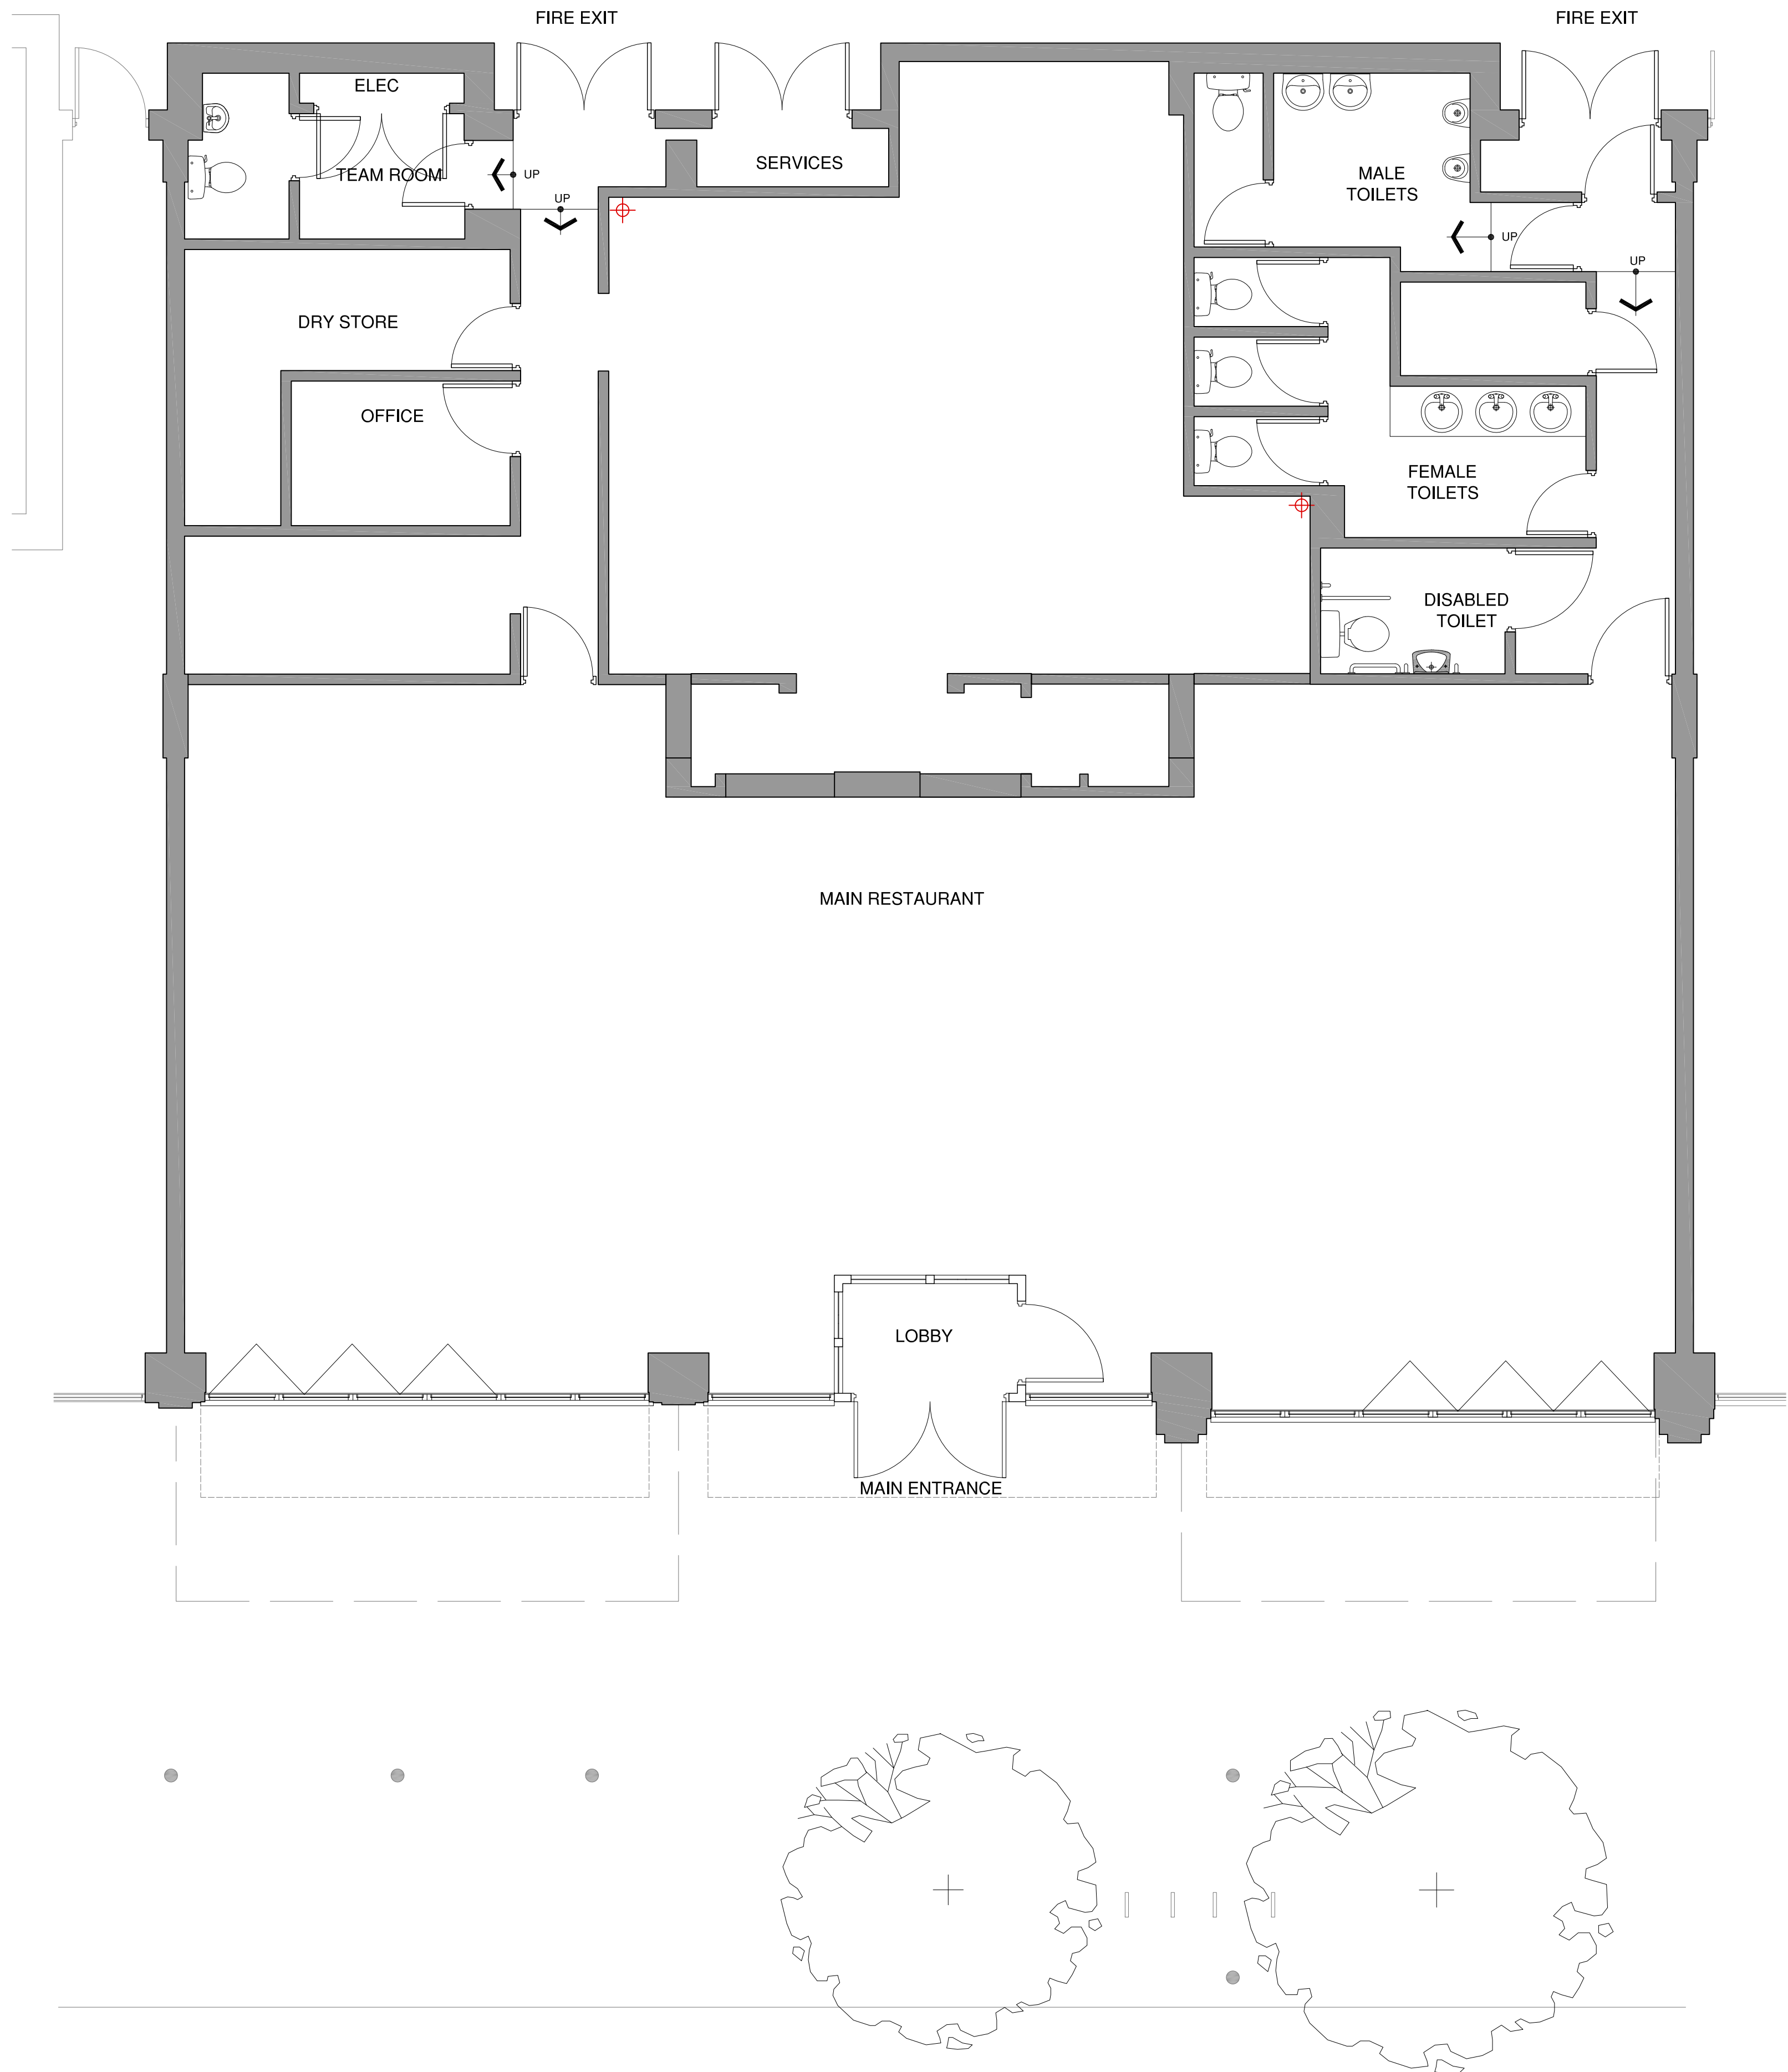 FIRE EXIT
FIRE EXIT
ELEC
SERVICES
TEAM ROOM
UP
MALE
TOILETS
UP
UP
UP
DRY STORE
OFFICE
FEMALE
TOILETS
DISABLED
TOILET
MAIN RESTAURANT
LOBBY
MAIN ENTRANCE